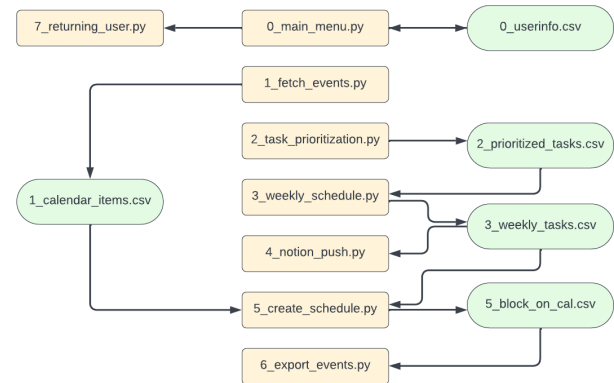 7_returning_user.py
0_main_menu.py
0_userinfo.csv
1_fetch_events.py
2_task_prioritization.py
2_prioritized_tasks.csv
1_calendar_items.csv
3_weekly_schedule.py
3_weekly_tasks.csv
4_notion_push.py
5_create_schedule.py
5_block_on_cal.csv
6_export_events.py